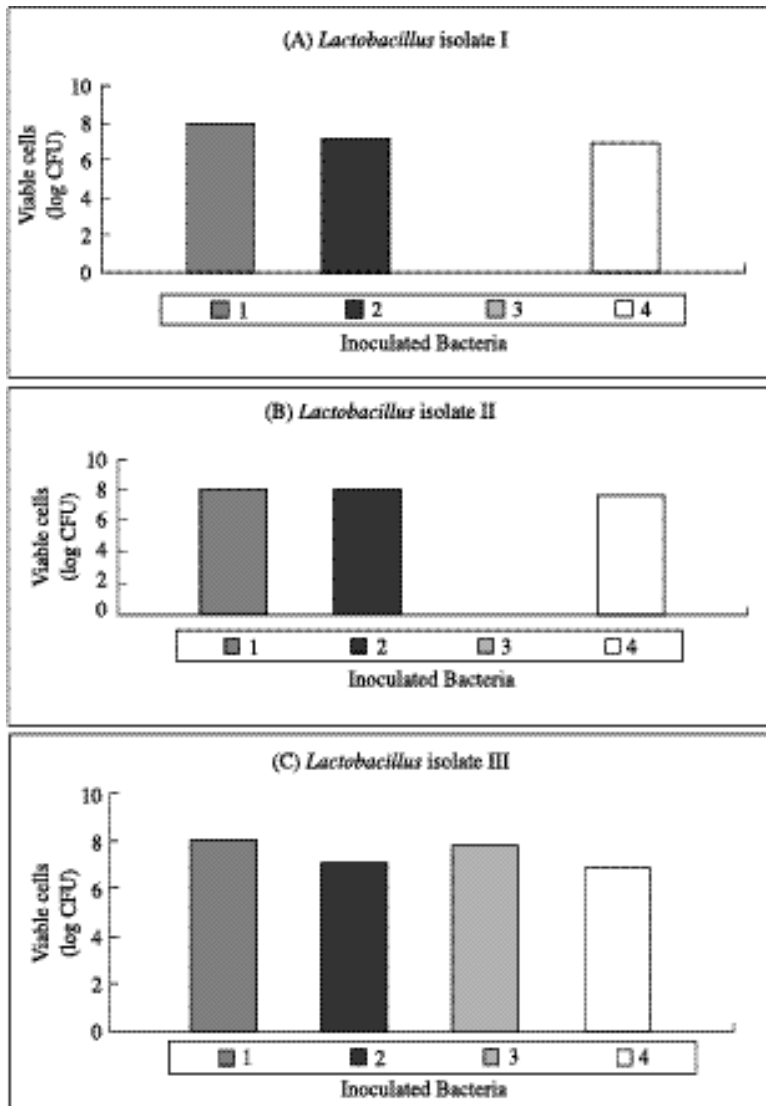 (A) Lactobacillus isolate I
10
8
6
4
2
0
Viable cells
(log CFU)
1 2 3 4
Inoculated Bacteria
(B) Lactobacillus isolate II
10
8
6
4
2
0
Viable cells
(log CFU)
1 2 3 4
Inoculated Bacteria
(C) Lactobacillus isolate III
10
8
6
4
2
0
Viable cells
(log CFU)
1 2 3 4
Inoculated Bacteria